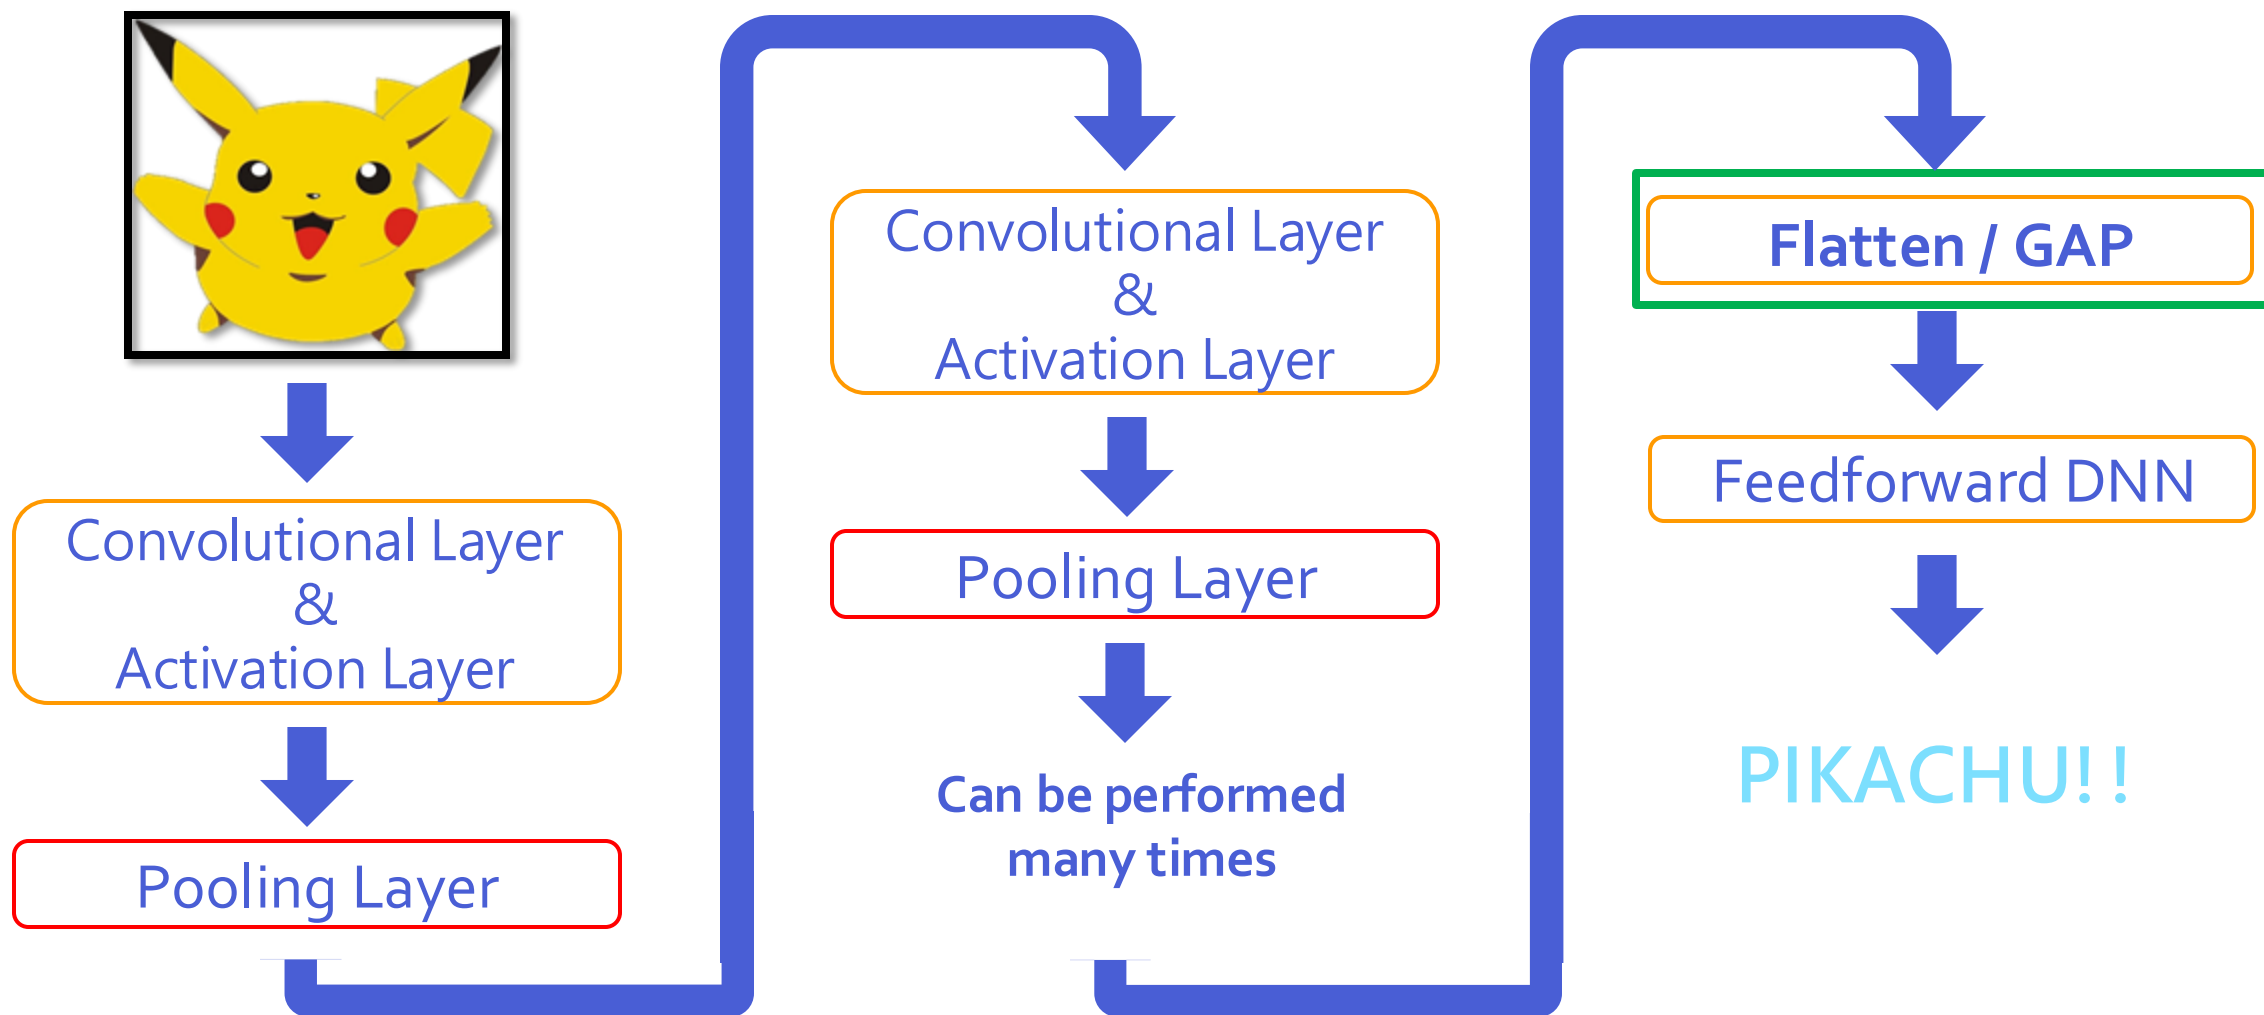 Convolutional Layer
&
Activation Layer
Pooling Layer
Convolutional Layer
&
Activation Layer
Pooling Layer
Can be performed
many times
Flatten / GAP
Feedforward DNN
PIKACHU!!